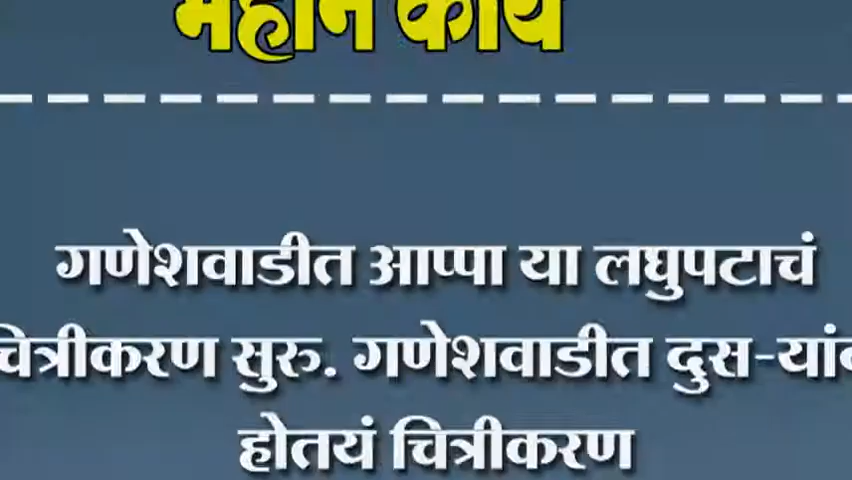 महान कार्य
गणेशवाडीत आप्पा या लघुपटाचं
चित्रीकरण सुरु. गणेशवाडीत दुस-यांदा
होतयं चित्रीकरण